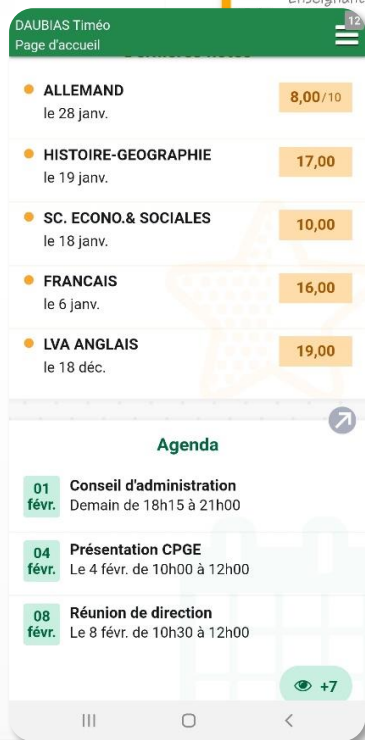 Enseignant
DAUBIAS Timéo
12
Page d'accueil
ALLEMAND
8,00/10
le 28 janv.
HISTOIRE-GEOGRAPHIE
17,00
le 19 janv.
SC. ECONO.& SOCIALES
10,00
le 18 janv.
FRANCAIS
16,00
le 6 janv.
LVA ANGLAIS
19,00
le 18 déc.
Agenda
01
févr.
Conseil d'administration
Demain de 18h15 à 21h00
04
févr.
Présentation CPGE
Le 4 févr. de 10h00 à 12h00
08
févr.
Réunion de direction
Le 8 févr. de 10h30 à 12h00
+7